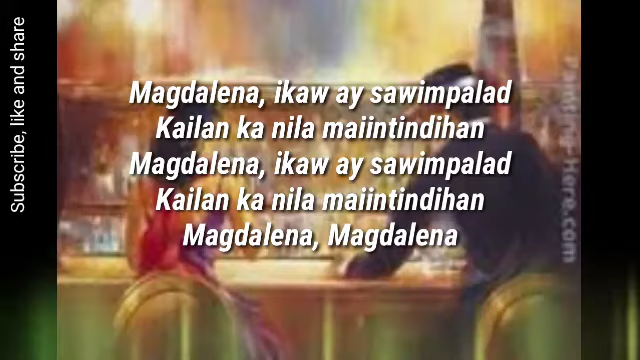 Subscribe, like and share
Magdalena, ikaw ay sawimpalad
Kailan ka nila maiintindihan
Magdalena, ikaw ay sawimpalad
Kailan ka nila maiintindihan
Magdalena, Magdalena